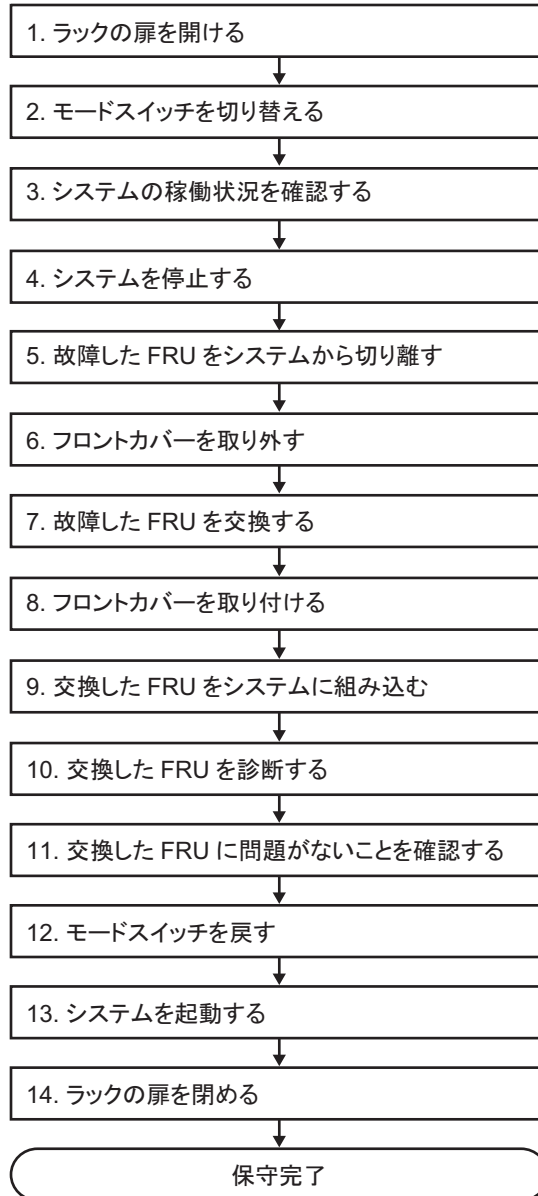 1. ラックの扉を開ける
2. モードスイッチを切り替える
3. システムの稼働状況を確認する
4. システムを停止する
5. 故障した FRU をシステムから切り離す
6. フロントカバーを取り外す
7. 故障した FRU を交換する
8. フロントカバーを取り付ける
9. 交換した FRU をシステムに組み込む
10. 交換した FRU を診断する
11. 交換した FRU に問題がないことを確認する
12. モードスイッチを戻す
13. システムを起動する
14. ラックの扉を閉める
保守完了